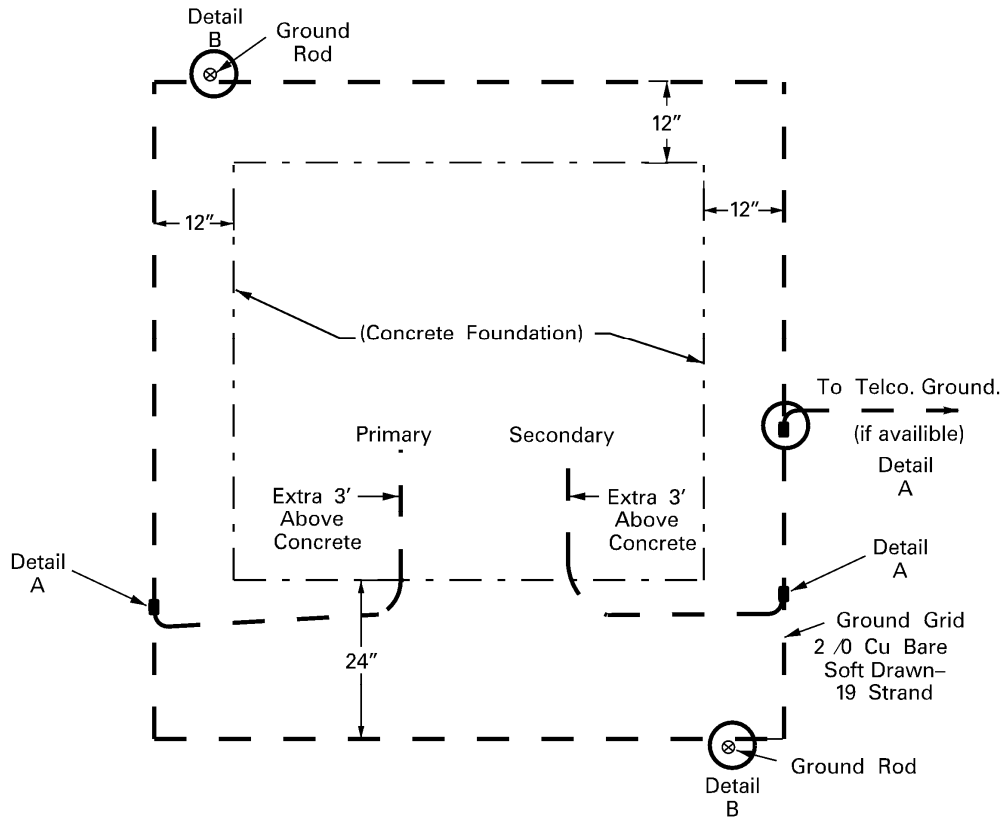 Detail
B
Ground
Rod
12″
12″
12″
(Concrete Foundation)
To Telco. Ground.
(if availible)
Detail
A
Primary
Secondary
Extra 3′
Above
Concrete
Extra 3′
Above
Concrete
Detail
A
Detail
A
Ground Grid
2 /0 Cu Bare
Soft Drawn–
19 Strand
24″
Ground Rod
Detail
B